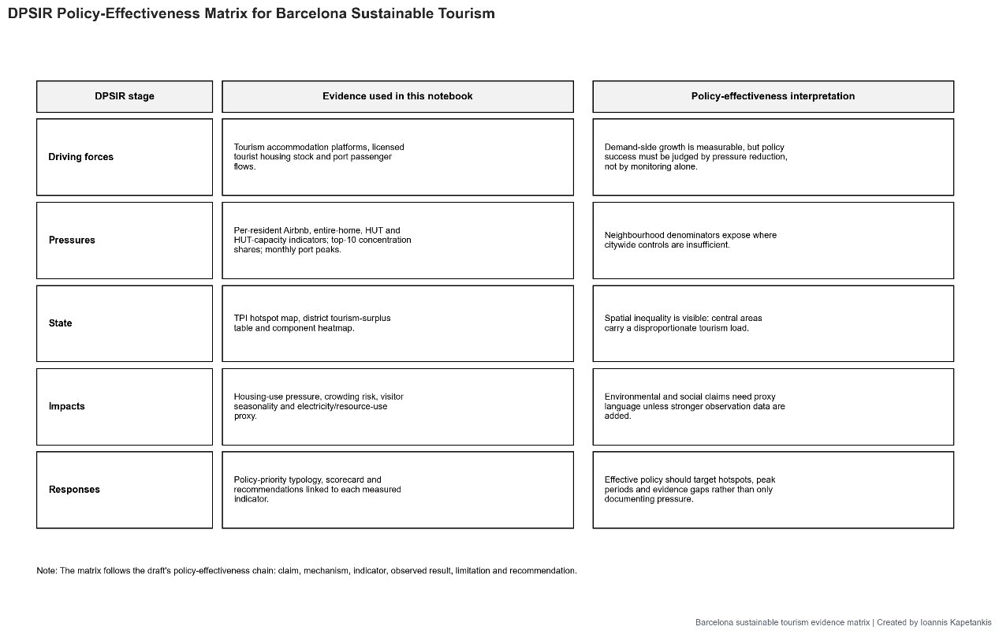 DPSIR Policy-Effectiveness Matrix for Barcelona Sustainable Tourism
DPSIR stage
Evidence used in this notebook
Policy-effectiveness interpretation
Driving forces
Tourism accommodation platforms, licensed
tourist housing stock and port passenger
flows.
Demand-side growth is measurable, but policy
success must be judged by pressure reduction,
not by monitoring alone.
Pressures
Per-resident Airbnb, entire-home, HUT and
HUT-capacity indicators; top-10 concentration
shares; monthly port peaks.
Neighbourhood denominators expose where
citywide controls are insufficient.
State
TPI hotspot map, district tourism-surplus
table and component heatmap.
Spatial inequality is visible: central areas
carry a disproportionate tourism load.
Impacts
Housing-use pressure, crowding risk, visitor
seasonality and electricity/resource-use
proxy.
Environmental and social claims need proxy
language unless stronger observation data are
added.
Responses
Policy-priority typology, scorecard and
recommendations linked to each measured
indicator.
Effective policy should target hotspots, peak
periods and evidence gaps rather than only
documenting pressure.
Note: The matrix follows the draft's policy-effectiveness chain: claim, mechanism, indicator, observed result, limitation and recommendation.
Barcelona sustainable tourism evidence matrix | Created by Ioannis Kapetankis